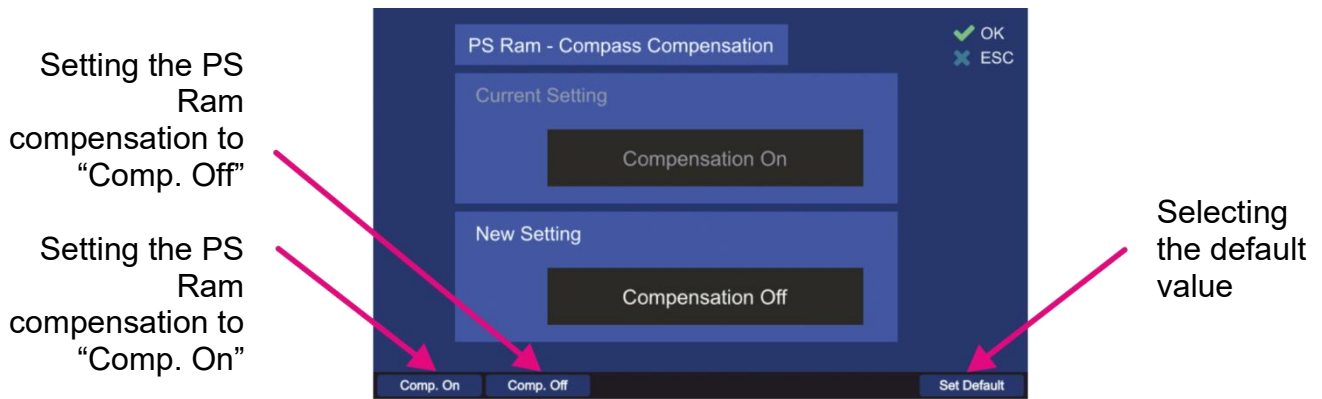 Setting the PS
Ram
compensation to
“Comp. Off”
Setting the PS
Ram
compensation to
“Comp. On”
PS Ram - Compass Compensation
OK
ESC
Current Setting
Compensation On
New Setting
Compensation Off
Comp. On
Comp. Off
Set Default
Selecting
the default
value